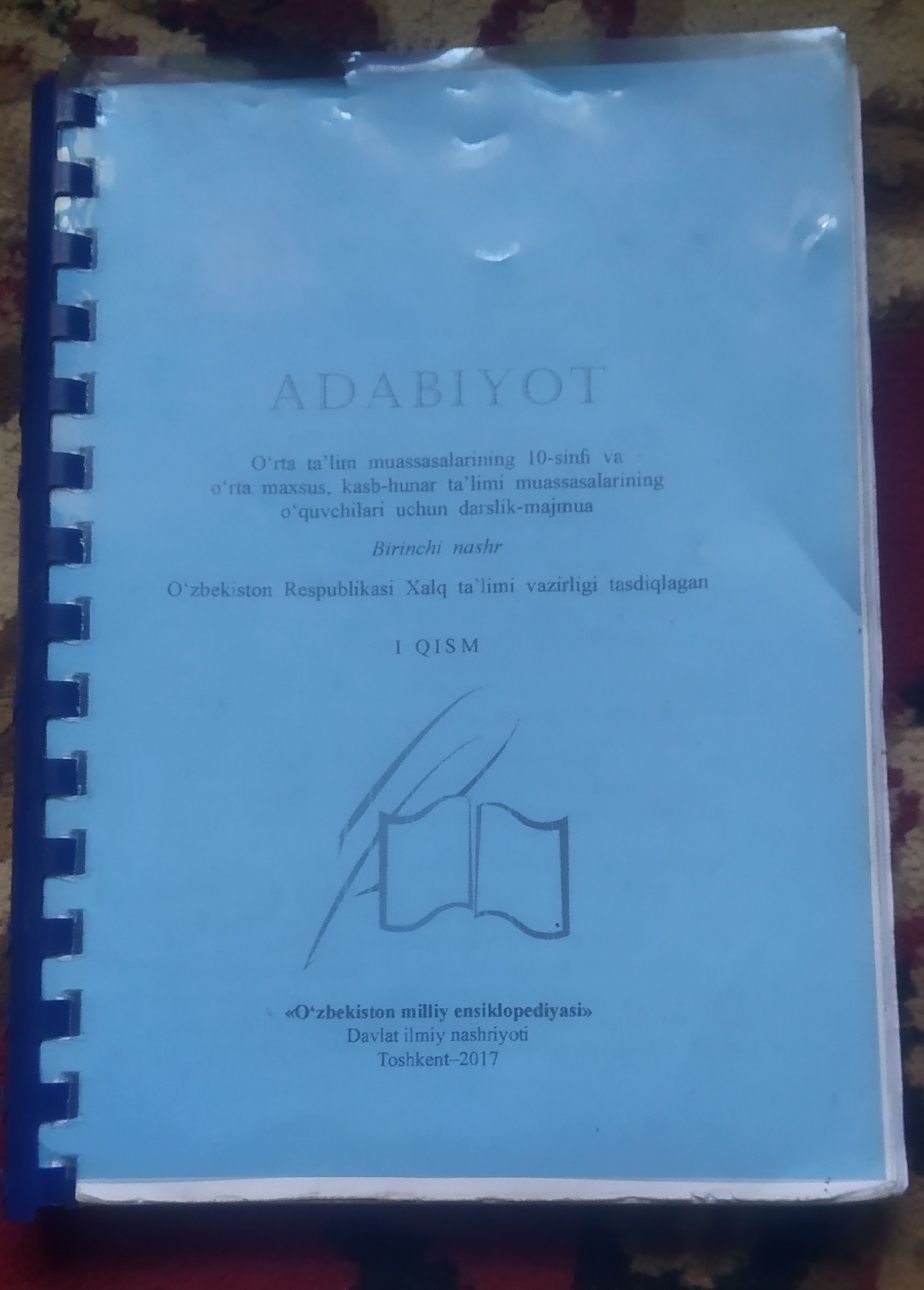 ADABIYOT
O‘rta ta’lim muassasalarining 10-sinfi va
o‘rta maxsus, kasb-hunar ta’limi muassasalarining
o‘quvchilari uchun darslik-majmua
Birinchi nashr
O‘zbekiston Respublikasi Xalq ta’limi vazirligi tasdiqlagan
I QISM
«O‘zbekiston milliy ensiklopediyasi»
Davlat ilmiy nashriyoti
Toshkent–2017